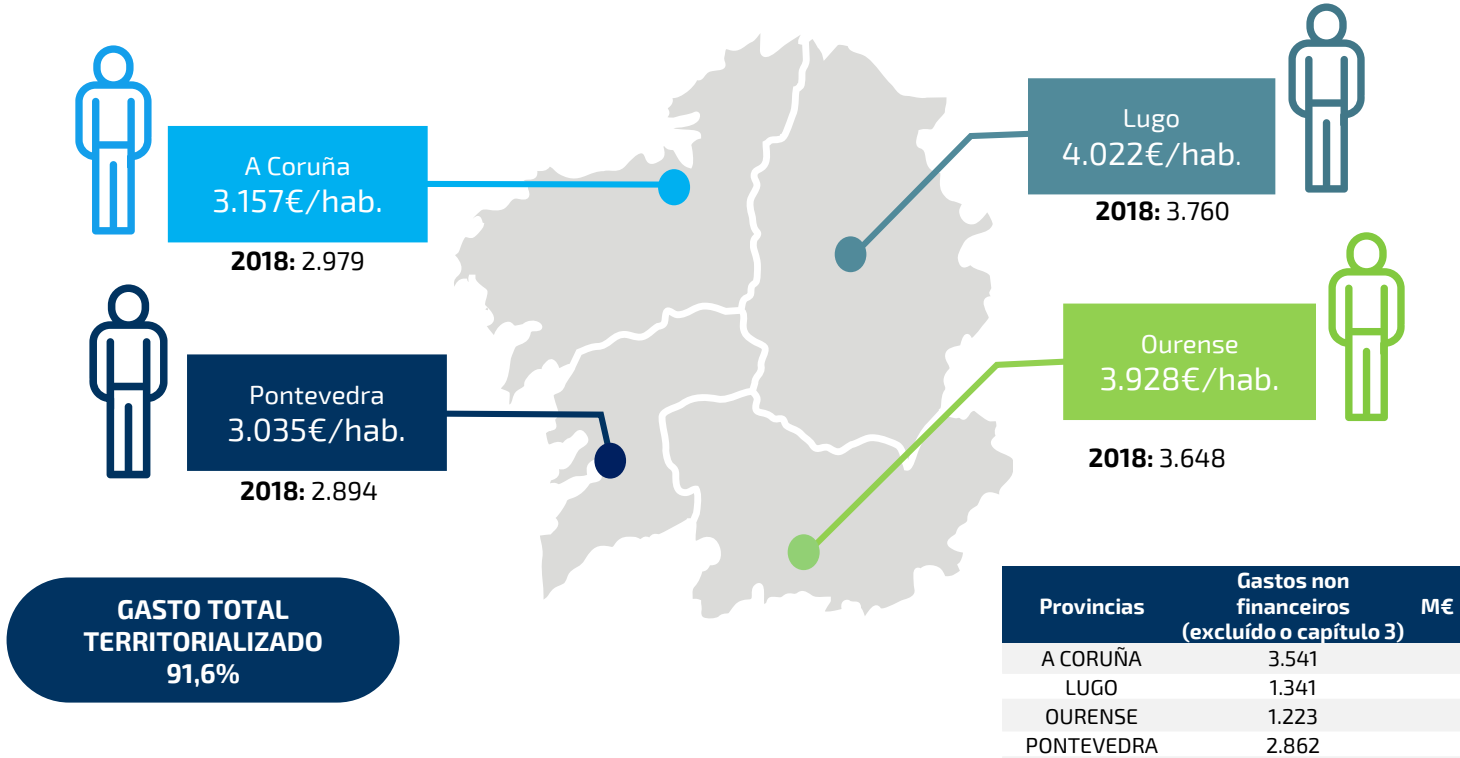 A Coruña
3.157€/hab.
2018: 2.979
Lugo
4.022€/hab.
2018: 3.760
Pontevedra
3.035€/hab.
2018: 2.894
Ourense
3.928€/hab.
2018: 3.648
GASTO TOTAL
TERRITORIALIZADO
91,6%
Provincias Gastos non financeiros (excluído o capítulo 3) M€
A CORUÑA 3.541
LUGO 1.341
OURENSE 1.223
PONTEVEDRA 2.862